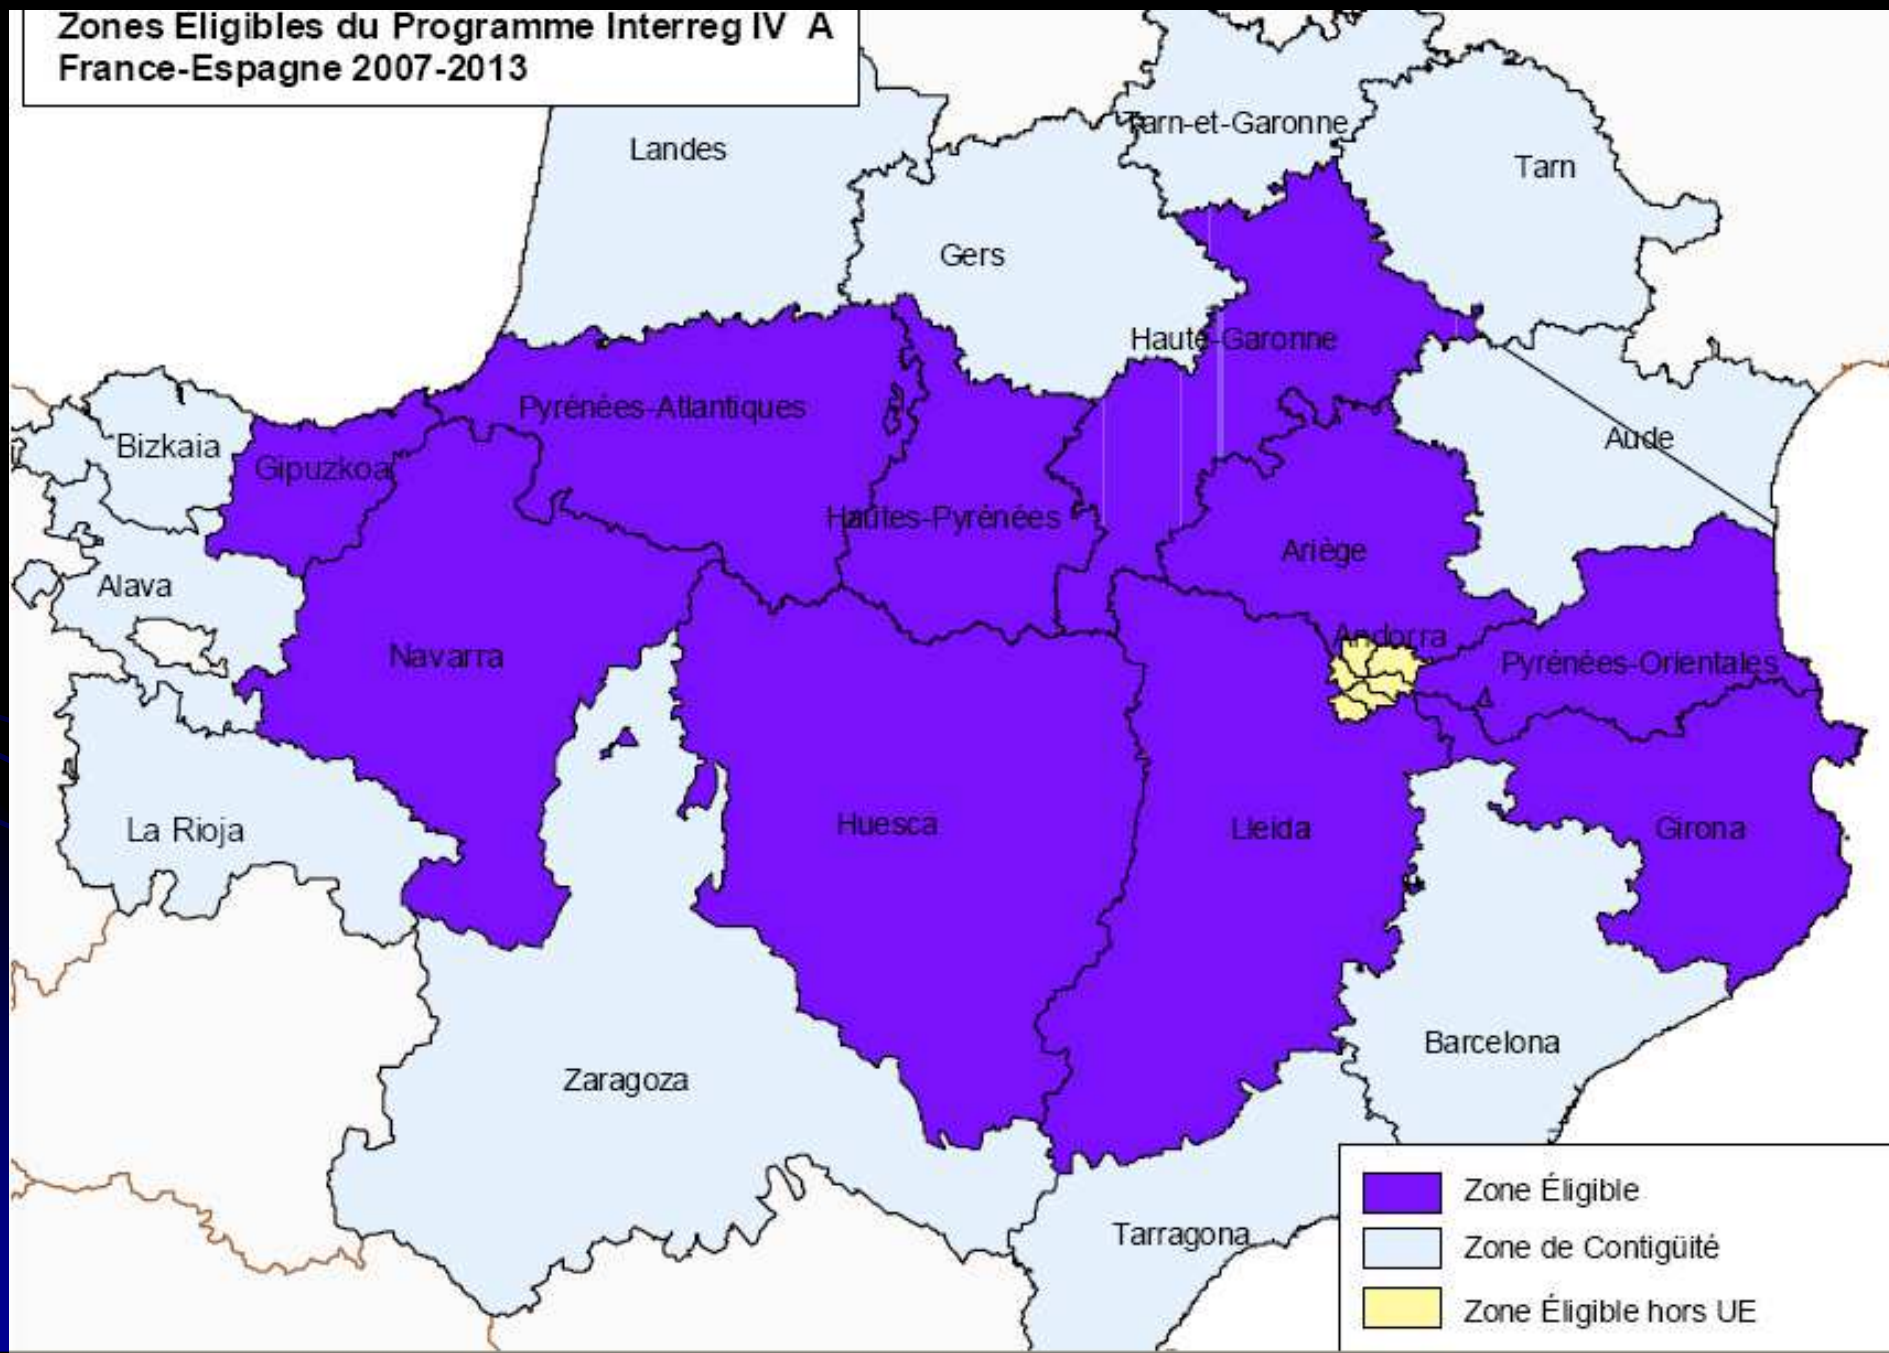 Zones Eligibles du Programme Interreg IV A
France-Espagne 2007-2013
Landes
Tarn-et-Garonne
Tarn
Gers
Haute-Garonne
Pyrénées-Atlantiques
Bizkaia
Gipuzkoa
Aude
Hautes-Pyrénées
Ariège
Alava
Andorra
Navarra
Pyrénées-Orientales
La Rioja
Huesca
Lleida
Girona
Barcelona
Zaragoza
Tarragona
Zone Éligible
Zone de Contigüité
Zone Éligible hors UE